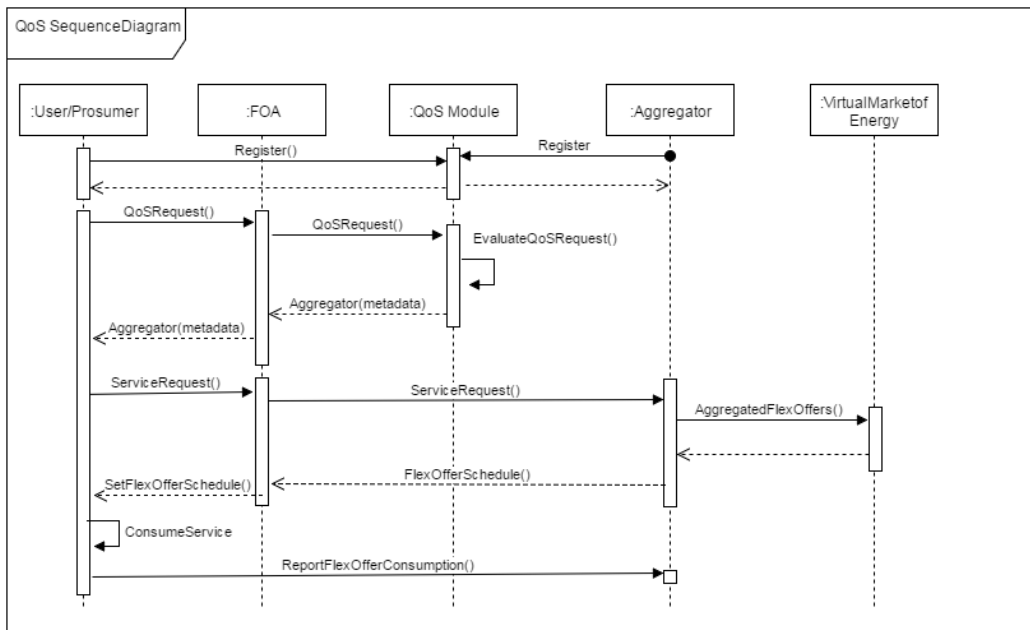 QoS SequenceDiagram
:User/Prosumer
:FOA
:QoS Module
:Aggregator
:VirtualMarketof
Energy
Register()
Register
QoSRequest()
QoSRequest()
EvaluateQoSRequest()
Aggregator(metadata)
Aggregator(metadata)
ServiceRequest()
ServiceRequest()
AggregatedFlexOffers()
FlexOfferSchedule()
SetFlexOfferSchedule()
ConsumeService
ReportFlexOfferConsumption()